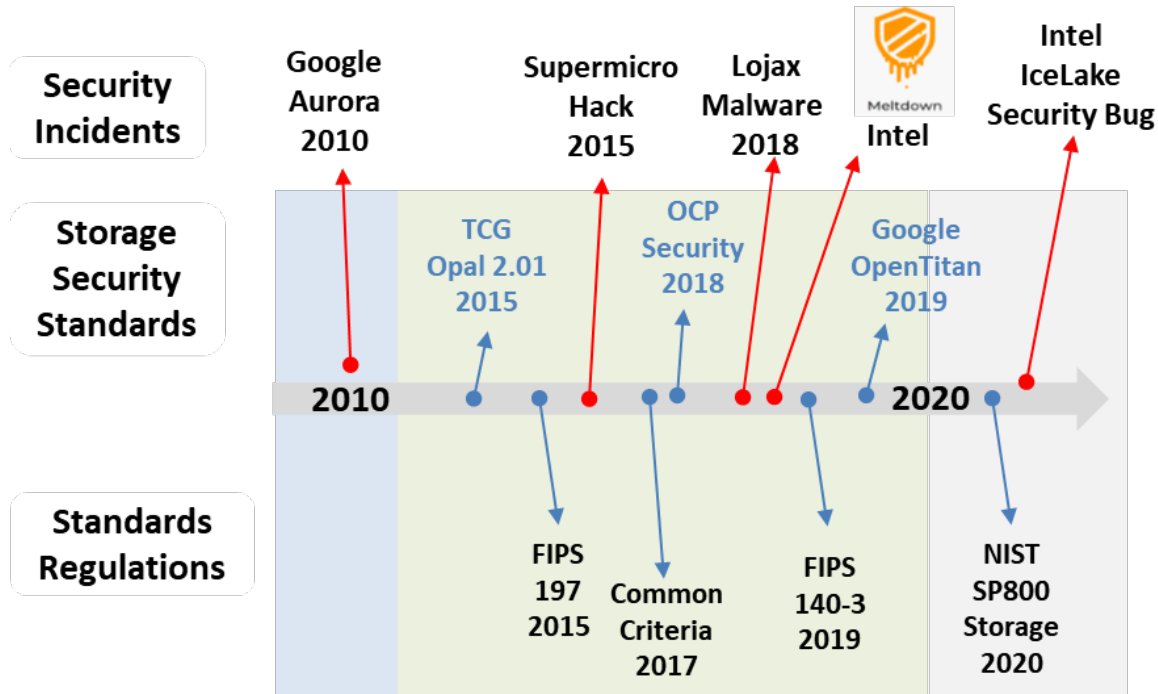 Security
Incidents
Google
Aurora
2010
Supermicro
Hack
2015
Lojax
Malware
2018
Meltdown
Intel
Intel
IceLake
Security Bug
Storage
Security
Standards
TCG
Opal 2.01
2015
OCP
Security
2018
Google
OpenTitan
2019
2010
2020
Standards
Regulations
FIPS
197
2015
Common
Criteria
2017
FIPS
140-3
2019
NIST
SP800
Storage
2020